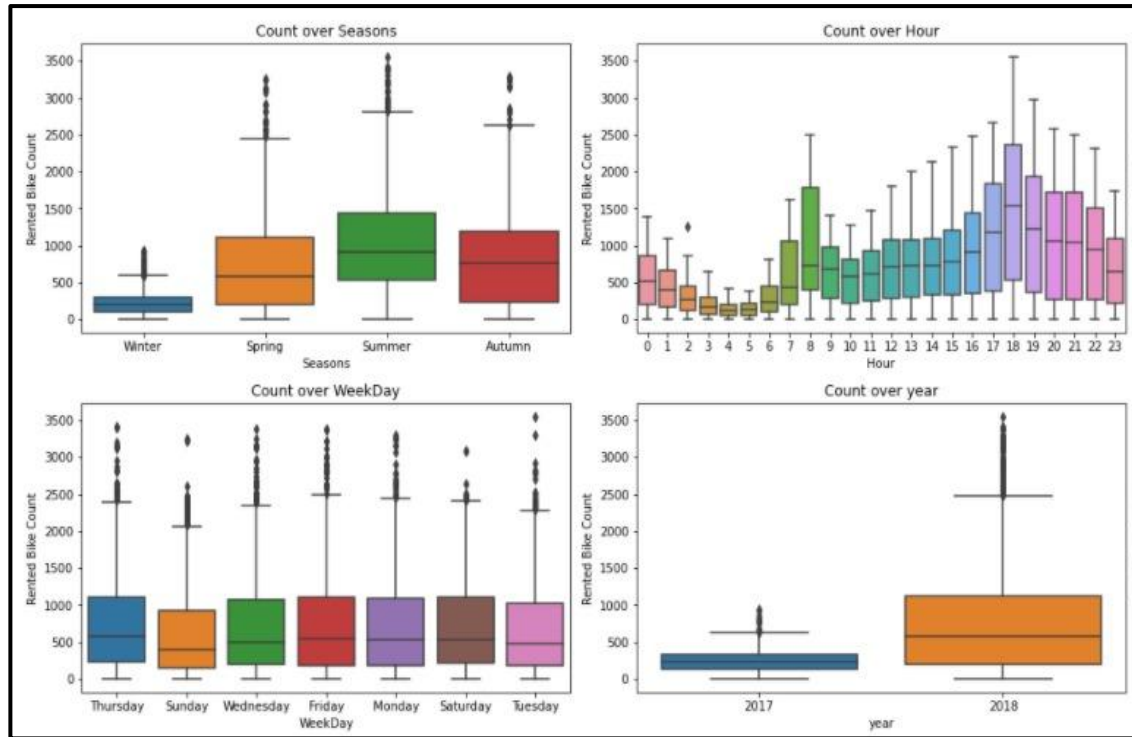 Count over Seasons
3500
3000
2500
2000
1500
1000
500
0
Rented Bike Count
Winter Spring Summer Autumn
Seasons
Count over Hour
3500
3000
2500
2000
1500
1000
500
0
Rented Bike Count
0 1 2 3 4 5 6 7 8 9 10 11 12 13 14 15 16 17 18 19 20 21 22 23
Hour
Count over WeekDay
3500
3000
2500
2000
1500
1000
500
0
Rented Bike Count
Thursday Sunday Wednesday Friday Monday Saturday Tuesday
WeekDay
Count over year
3500
3000
2500
2000
1500
1000
500
0
Rented Bike Count
2017 2018
year